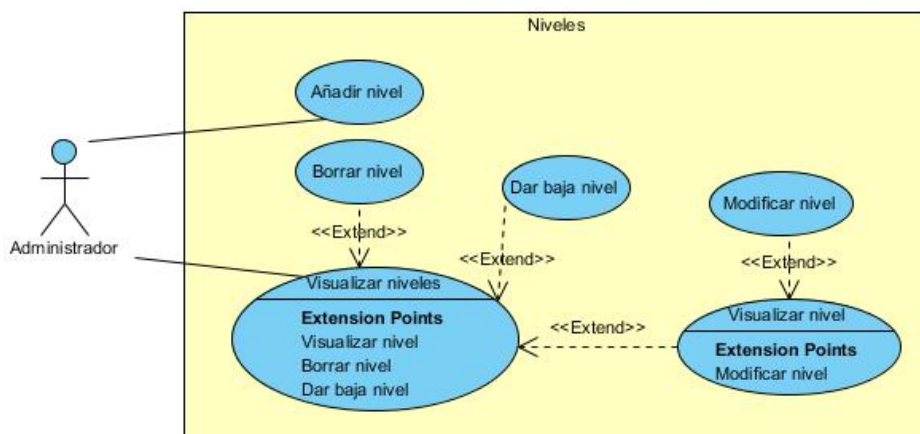 Niveles
Añadir nivel
Borrar nivel
Dar baja nivel
Modificar nivel
Administrador
<<Extend>>
<<Extend>>
<<Extend>>
Visualizar niveles
Extension Points
Visualizar nivel
Borrar nivel
Dar baja nivel
<<Extend>>
Visualizar nivel
Extension Points
Modificar nivel